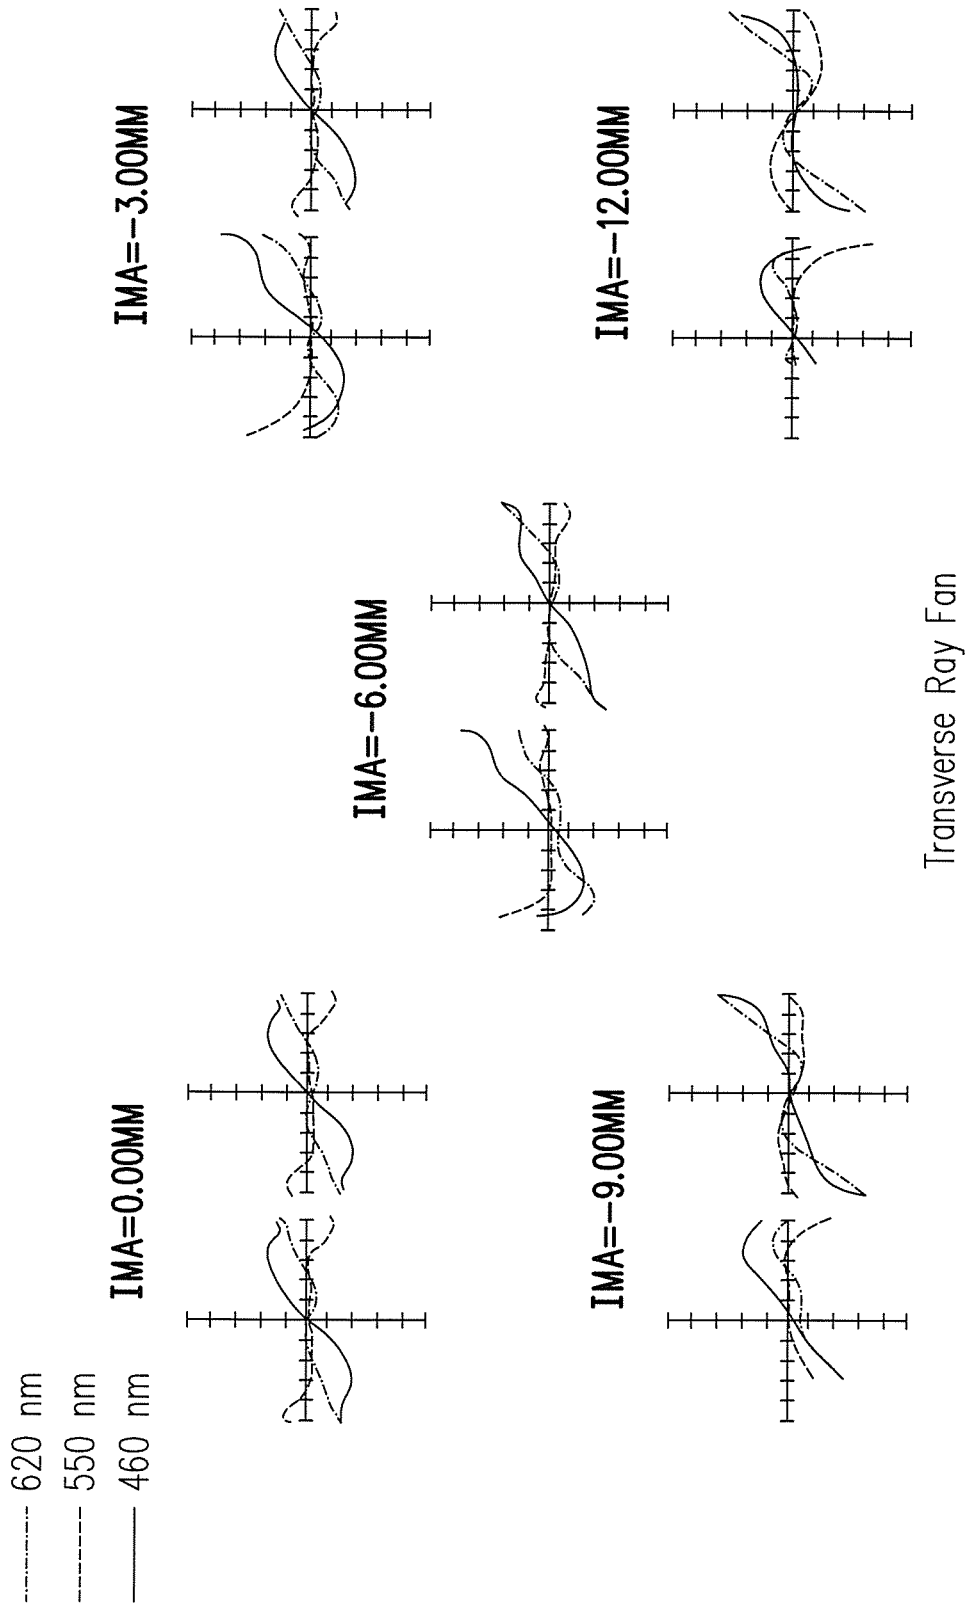 620 nm
550 nm
460 nm
IMA=0.00MM
IMA=-3.00MM
IMA=-6.00MM
IMA=-9.00MM
IMA=-12.00MM
Transverse Ray Fan